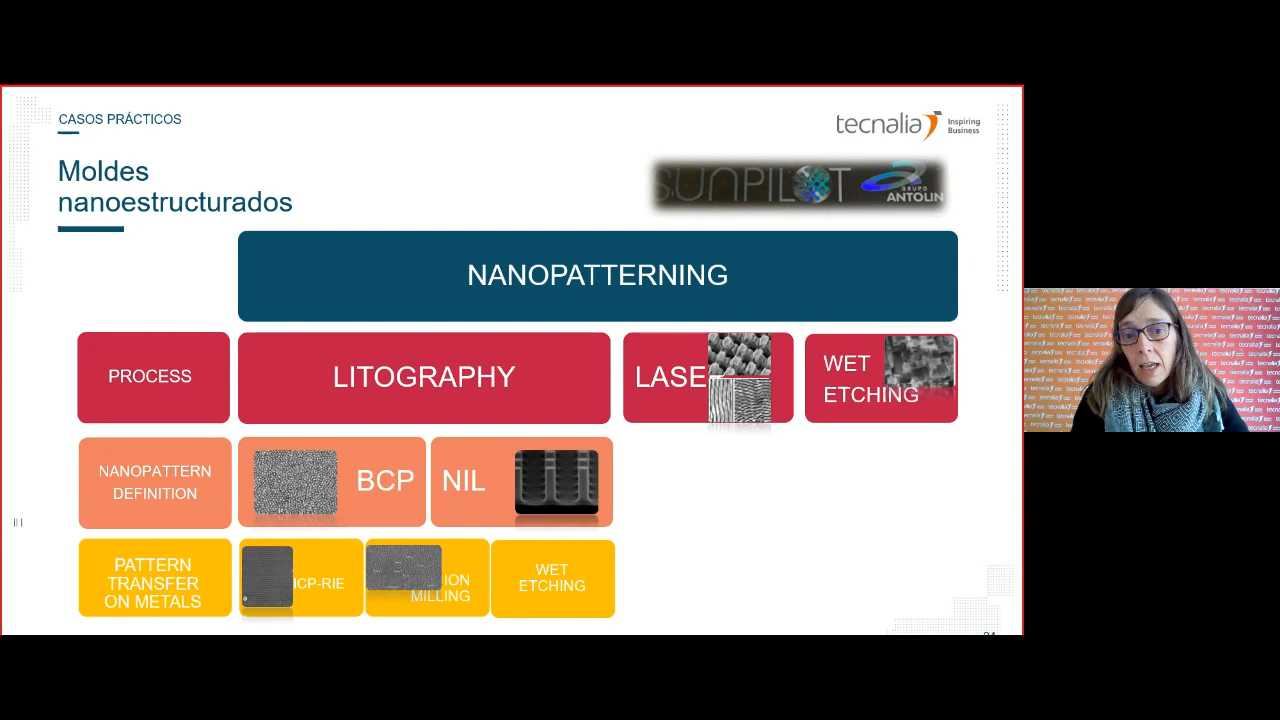 CASOS PRÁCTICOS
tecnalia Inspiring
Business
Moldes
nanoestructurados
SUNPILOT
GRUPO
ANTOLIN
NANOPATTERNING
PROCESS
LITOGRAPHY
LASE
WET
ETCHING
NANOPATTERN
DEFINITION
BCP
NIL
PATTERN
TRANSFER
ON METALS
ICP-RIE
ION
MILLING
WET
ETCHING